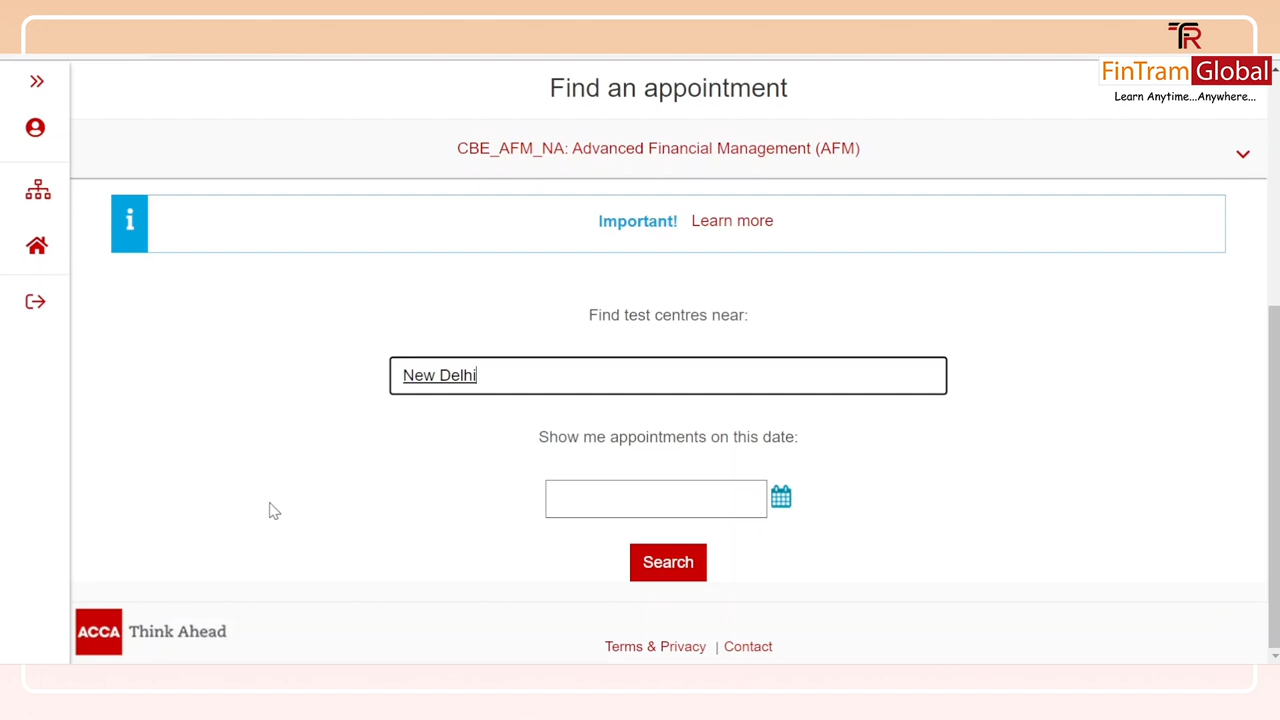 TFR
FinTram Global
Learn Anytime...Anywhere...
Find an appointment
CBE_AFM_NA: Advanced Financial Management (AFM)
i
Important! Learn more
Find test centres near:
New Delhi
Show me appointments on this date:
Search
ACCA Think Ahead
Terms & Privacy | Contact